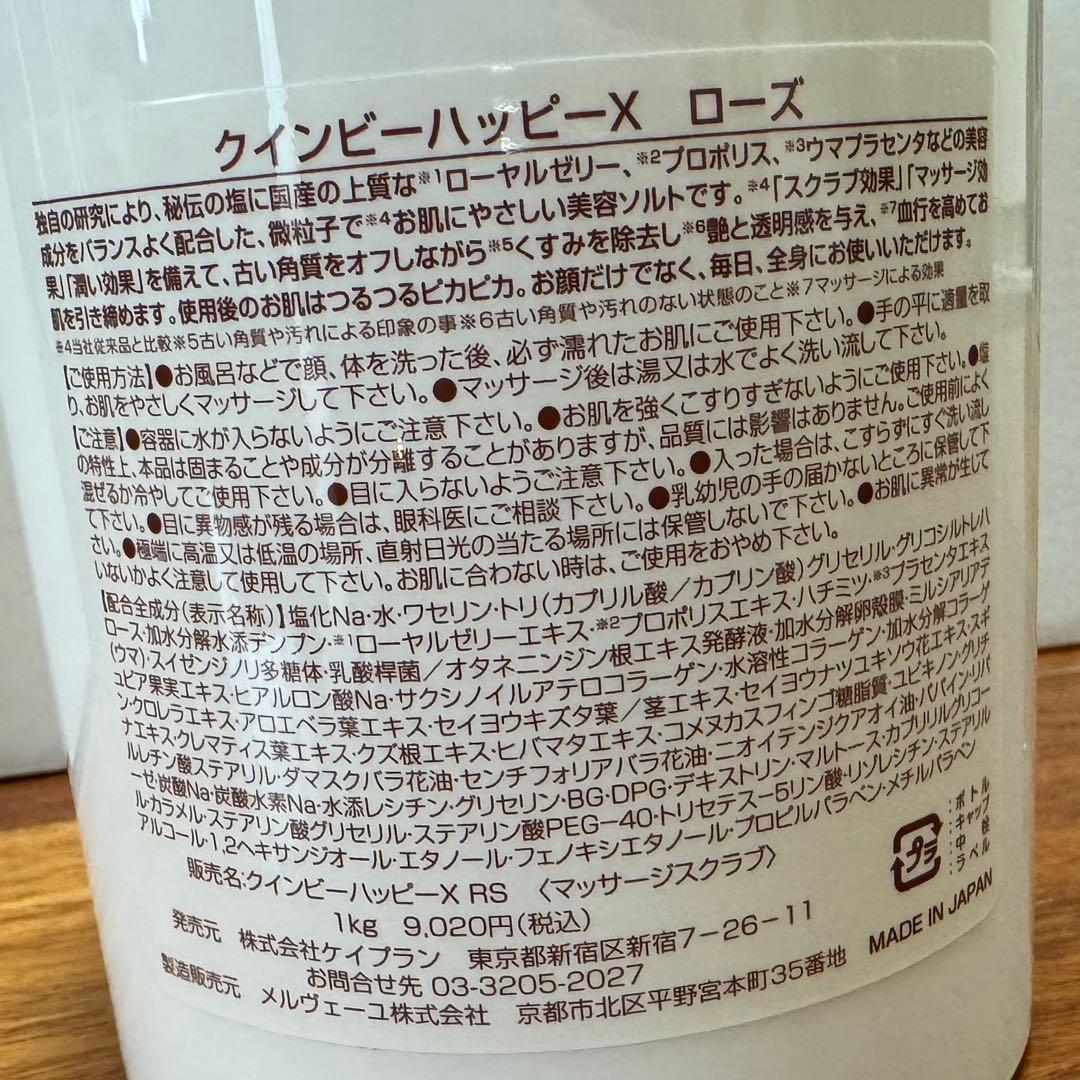 クインビーハッピーX ローズ
独自の研究により、秘伝の塩に国産の上質な※1ローヤルゼリー、※2プロポリス、※3ウマプラセンタなどの美容
成分をバランスよく配合した、微粒子で※4お肌にやさしい美容ソルトです。※4「スクラブ効果」「マッサージ効
果」「潤い効果」を備えて、古い角質をオフしながら※5くすみを除去し※6艶と透明感を与え、※7血行を高めてお
肌を引き締めます。使用後のお肌はつるつるピカピカ。お顔だけでなく、毎日、全身にお使いいただけます。
※4当社従来品と比較※5古い角質や汚れによる印象の事※6古い角質や汚れのない状態のこと※7マッサージによる効果
【ご使用方法】●お風呂などで顔、体を洗った後、必ず濡れたお肌にご使用下さい。●手の平に適量を取
り、お肌をやさしくマッサージして下さい。●マッサージ後は湯又は水でよく洗い流して下さい。
【ご注意】●容器に水が入らないようにご注意下さい。●お肌を強くこすりすぎないようにご使用下さい。●塩
の特性上、本品は固まることや成分が分離することがありますが、品質には影響はありません。ご使用前によく
混ぜるか冷やしてご使用下さい。●目に入らないようご注意下さい。●入った場合は、こすらずにすぐ洗い流し
て下さい。●目に異物感が残る場合は、眼科医にご相談下さい。●乳幼児の手の届かないところに保管して下
さい。●極端に高温又は低温の場所、直射日光の当たる場所には保管しないで下さい。●お肌に異常が生じて
いないかよく注意して使用して下さい。お肌に合わない時は、ご使用をおやめ下さい。
【配合全成分(表示名称)】塩化Na・水・ワセリン・トリ(カプリル酸/カプリン酸)グリセリル・グリコシルトレハ
ロース・加水分解水添デンプン・※1ローヤルゼリーエキス・※2プロポリスエキス・ハチミツ・※3プラセンタエキス
(ウマ)・スイゼンジノリ多糖体・乳酸桿菌/オタネニンジン根エキス発酵液・加水分解卵殻膜・ミルシアリアデ
ュビア果実エキス・ヒアルロン酸Na・サクシノイルアテロコラーゲン・水溶性コラーゲン・加水分解コラーゲ
ン・クロレラエキス・アロエベラ葉エキス・セイヨウキズタ葉/茎エキス・セイヨウナツユキソウ花エキス・スギ
ナエキス・クレマティス葉エキス・クズ根エキス・ヒバマタエキス・コメヌカスフィンゴ糖脂質・ユビキノン・グリチ
ルレチン酸ステアリル・ダマスクバラ花油・センチフォリアバラ花油・ニオイテンジクアオイ油・パパイン・リパ
ーゼ・炭酸Na・炭酸水素Na・水添レシチン・グリセリン・BG・DPG・デキストリン・マルトース・カプリリルグリコー
ル・カラメル・ステアリン酸グリセリル・ステアリン酸PEG-40・トリセテス-5リン酸・リゾレシチン・ステアリル
アルコール・1,2ヘキサンジオール・エタノール・フェノキシエタノール・プロピルパラベン・メチルパラベン
販売名:クインビーハッピーX RS 〈マッサージスクラブ〉
1kg 9,020円(税込)
発売元 株式会社ケイプラン 東京都新宿区新宿7-26-11
お問合せ先 03-3205-2027
製造販売元 メルヴェーユ株式会社 京都市北区平野宮本町35番地
プラ
:ボトル
:キャップ
:中栓
:ラベル
MADE IN JAPAN